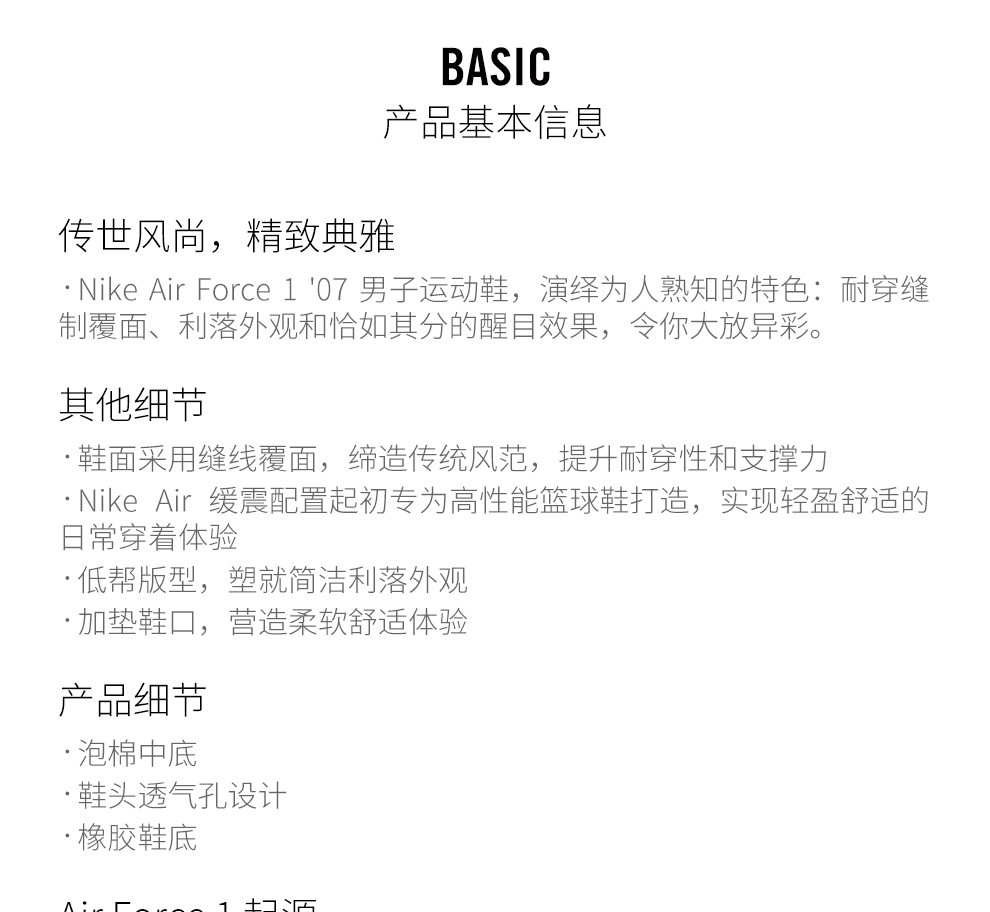 BASIC
产品基本信息
传世风尚，精致典雅
·Nike Air Force 1 '07 男子运动鞋，演绎为人熟知的特色：耐穿缝
制覆面、利落外观和恰如其分的醒目效果，令你大放异彩。
其他细节
·鞋面采用缝线覆面，缔造传统风范，提升耐穿性和支撑力
·Nike Air 缓震配置起初专为高性能篮球鞋打造，实现轻盈舒适的
日常穿着体验
·低帮版型，塑就简洁利落外观
·加垫鞋口，营造柔软舒适体验
产品细节
·泡棉中底
·鞋头透气孔设计
·橡胶鞋底
Air Force 1 起源